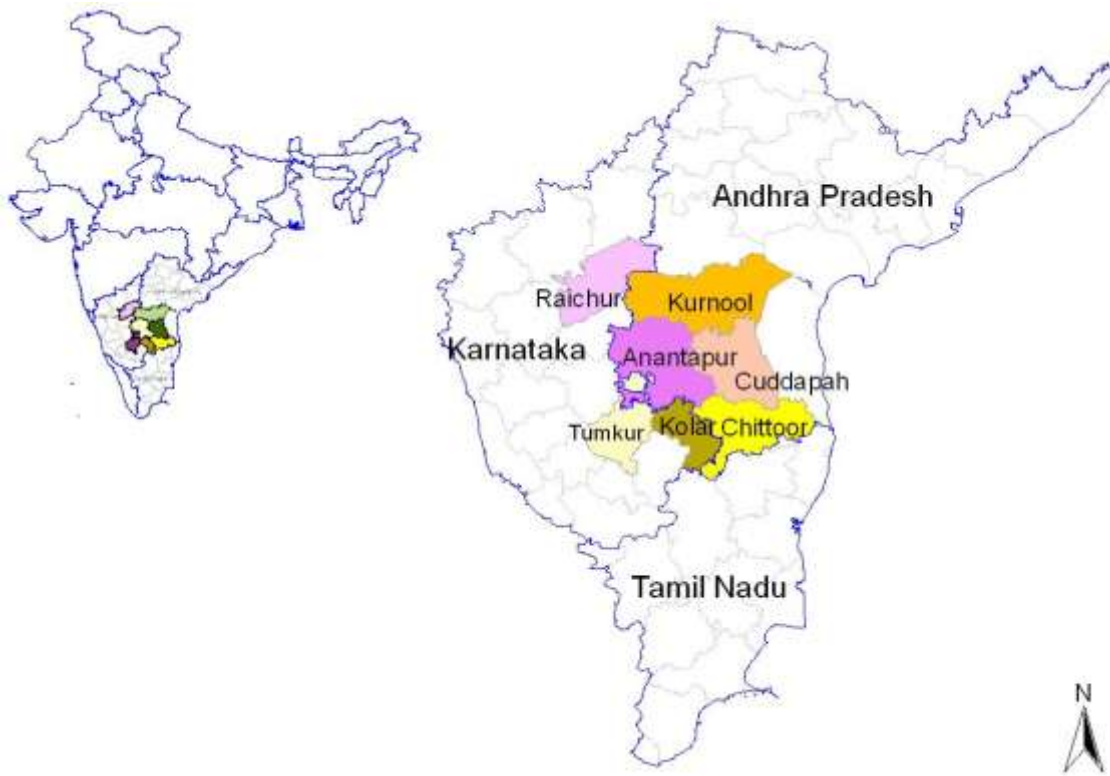 Andhra Pradesh
Raichur
Kurnool
Karnataka
Anantapur
Cuddapah
Tumkur
Kolar
Chittoor
Tamil Nadu
N